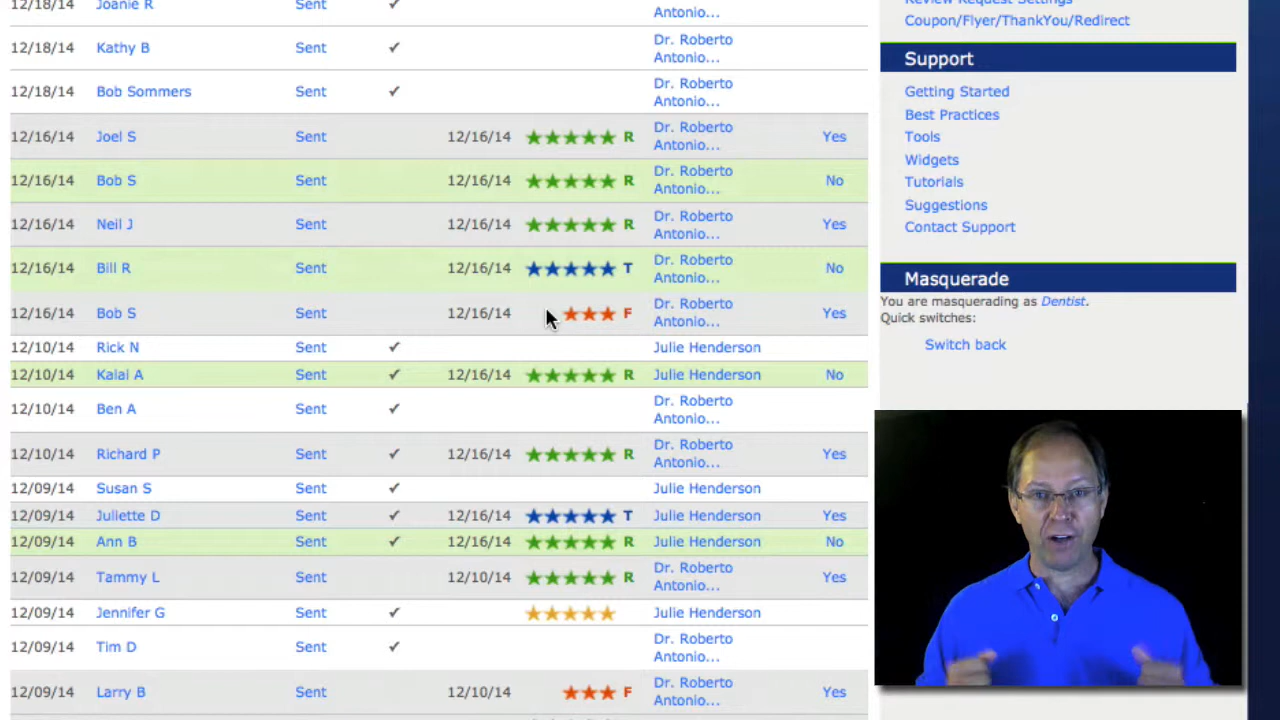 12/18/14 Joanie R Sent ✔ Antonio...
12/18/14 Kathy B Sent ✔ Dr. Roberto
Antonio...
12/18/14 Bob Sommers Sent ✔ Dr. Roberto
Antonio...
12/16/14 Joel S Sent 12/16/14 R Dr. Roberto Yes
Antonio...
12/16/14 Bob S Sent 12/16/14 R Dr. Roberto No
Antonio...
12/16/14 Neil J Sent 12/16/14 R Dr. Roberto Yes
Antonio...
12/16/14 Bill R Sent 12/16/14 T Dr. Roberto No
Antonio...
12/16/14 Bob S Sent 12/16/14 F Dr. Roberto Yes
Antonio...
12/10/14 Rick N Sent ✔ Julie Henderson
12/10/14 Kalai A Sent ✔ 12/16/14 R Julie Henderson No
12/10/14 Ben A Sent ✔ Dr. Roberto
Antonio...
12/10/14 Richard P Sent ✔ 12/16/14 R Dr. Roberto Yes
Antonio...
12/09/14 Susan S Sent ✔ Julie Henderson
12/09/14 Juliette D Sent ✔ 12/16/14 T Julie Henderson Yes
12/09/14 Ann B Sent ✔ 12/16/14 R Julie Henderson No
12/09/14 Tammy L Sent 12/10/14 R Dr. Roberto Yes
Antonio...
12/09/14 Jennifer G Sent ✔ Julie Henderson
12/09/14 Tim D Sent ✔ Dr. Roberto
Antonio...
12/09/14 Larry B Sent 12/10/14 F Dr. Roberto Yes
Antonio...
Review Request Settings
Coupon/Flyer/ThankYou/Redirect
Support
Getting Started
Best Practices
Tools
Widgets
Tutorials
Suggestions
Contact Support
Masquerade
You are masquerading as Dentist.
Quick switches:
Switch back